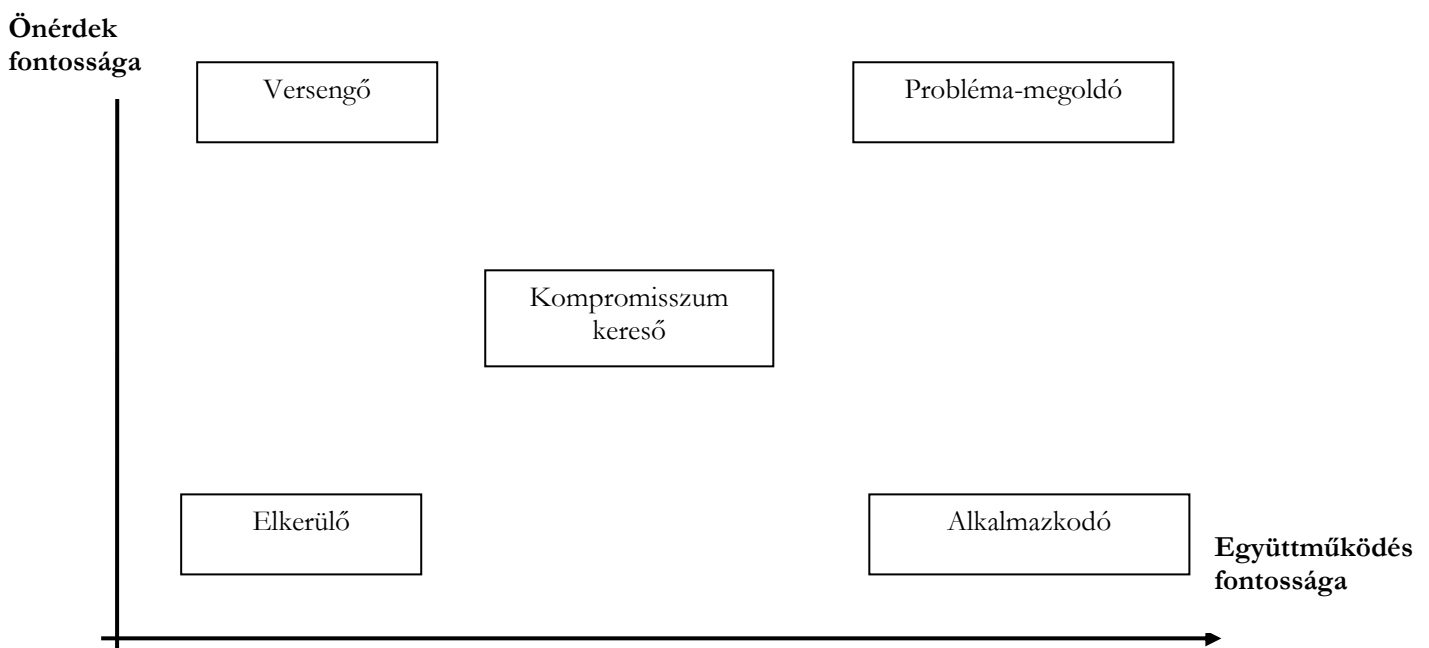 Önérdek
fontossága
Versengő
Probléma-megoldó
Kompromisszum
kereső
Elkerülő
Alkalmazkodó
Együttműködés
fontossága